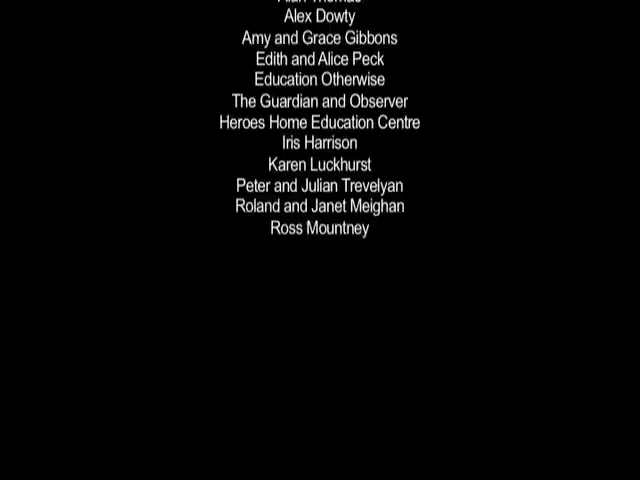 Alex Dowty
Amy and Grace Gibbons
Edith and Alice Peck
Education Otherwise
The Guardian and Observer
Heroes Home Education Centre
Iris Harrison
Karen Luckhurst
Peter and Julian Trevelyan
Roland and Janet Meighan
Ross Mountney